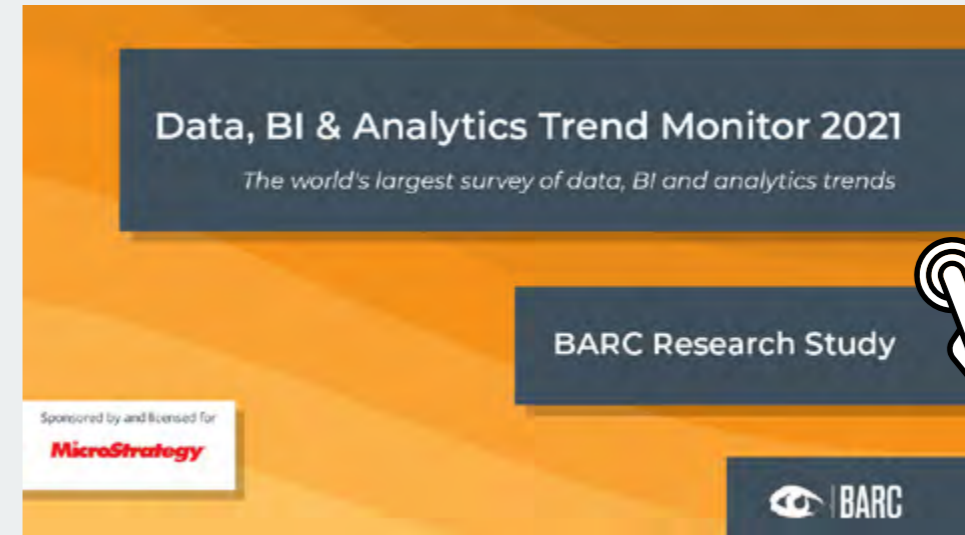 Data, BI & Analytics Trend Monitor 2021
The world's largest survey of data, BI and analytics trends
BARC Research Study
Sponsored by and licensed for
MicroStrategy
BARC